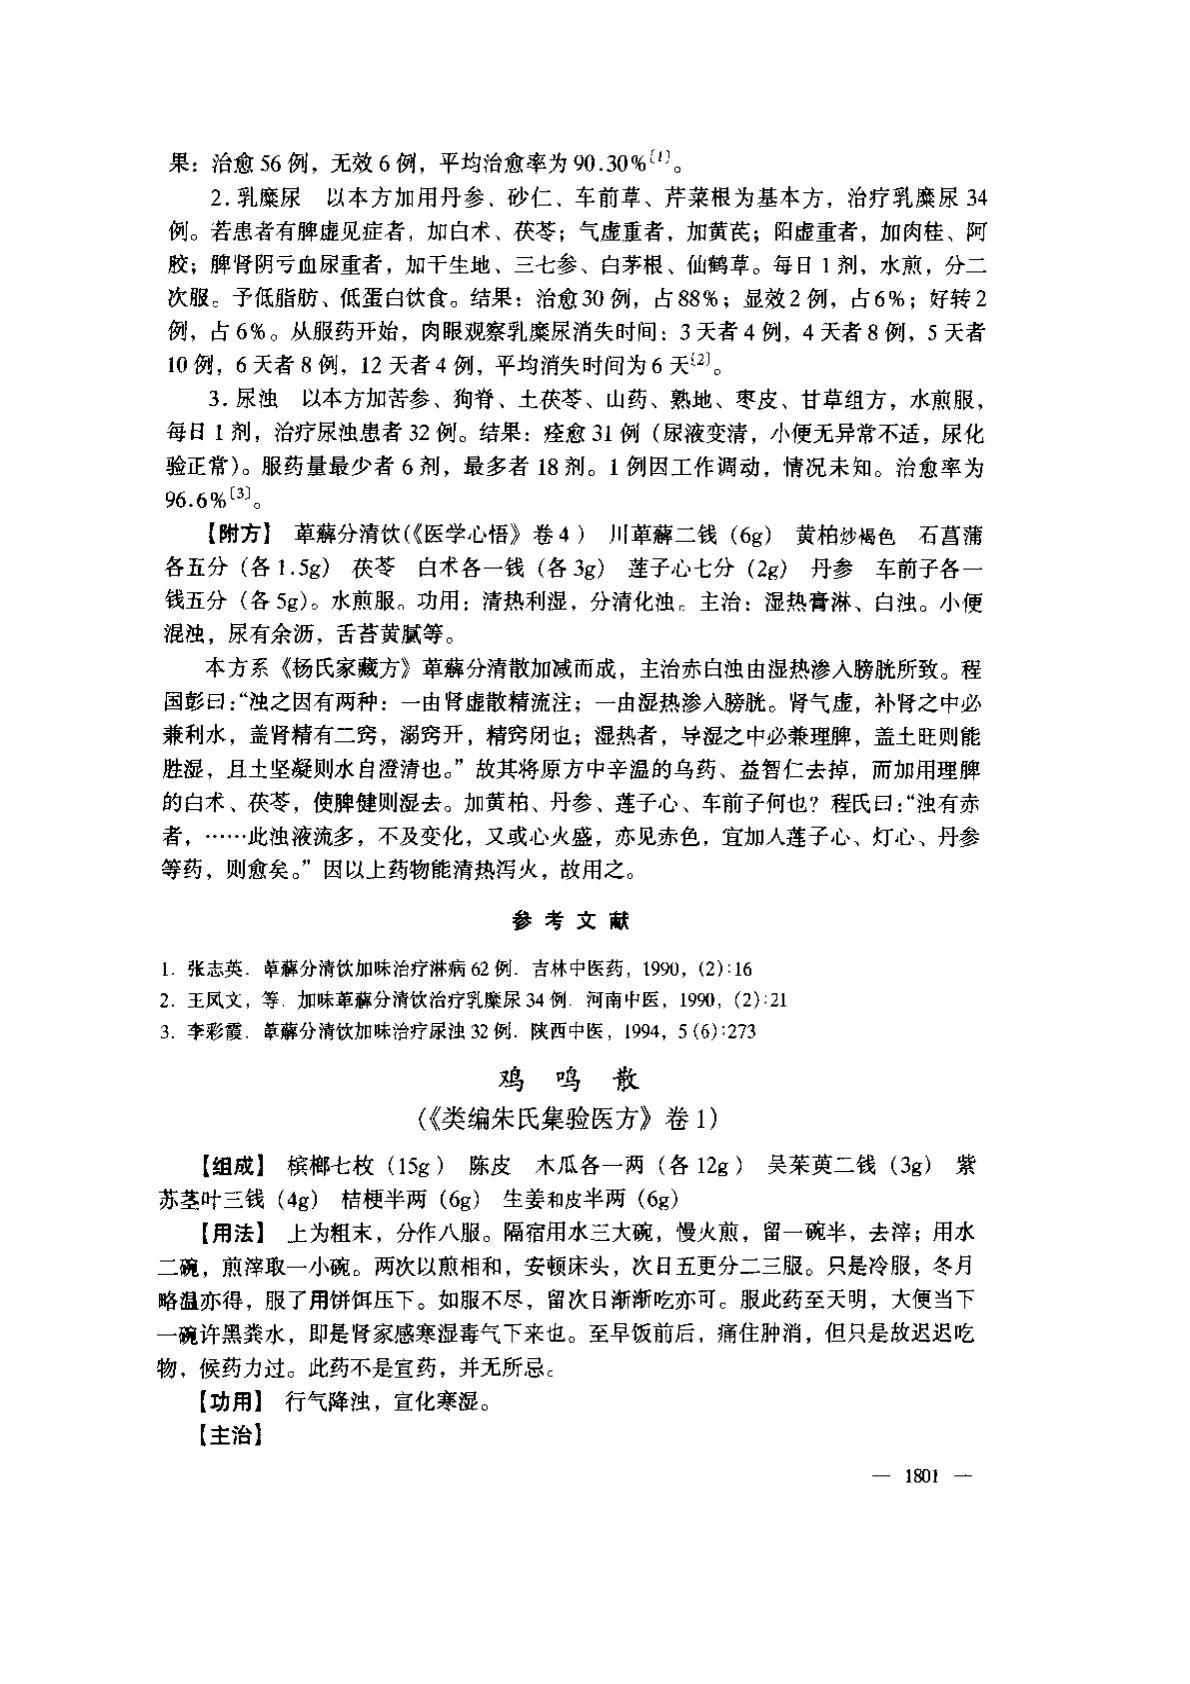 果：治愈 56 例，无效 6 例，平均治愈率为 90.30%〔1〕。
2. 乳糜尿　以本方加用丹参、砂仁、车前草、芹菜根为基本方，治疗乳糜尿 34
例。若患者有脾虚见症者，加白术、茯苓；气虚重者，加黄芪；阳虚重者，加肉桂、阿
胶；脾肾阴亏血尿重者，加干生地、三七参、白茅根、仙鹤草。每日 1 剂，水煎，分二
次服。予低脂肪、低蛋白饮食。结果：治愈 30 例，占 88%；显效 2 例，占 6%；好转 2
例，占 6%。从服药开始，肉眼观察乳糜尿消失时间：3 天者 4 例，4 天者 8 例，5 天者
10 例，6 天者 8 例，12 天者 4 例，平均消失时间为 6 天〔2〕。
3. 尿浊　以本方加苦参、狗脊、土茯苓、山药、熟地、枣皮、甘草组方，水煎服，
每日 1 剂，治疗尿浊患者 32 例。结果：痊愈 31 例（尿液变清，小便无异常不适，尿化
验正常）。服药量最少者 6 剂，最多者 18 剂。1 例因工作调动，情况未知。治愈率为
96.6%〔3〕。
【附方】　萆薢分清饮（《医学心悟》卷 4 ）　川萆薢二钱（6g）　黄柏炒褐色　石菖蒲
各五分（各 1.5g）　茯苓　白术各一钱（各 3g）　莲子心七分（2g）　丹参　车前子各一
钱五分（各 5g）。水煎服。功用：清热利湿，分清化浊。主治：湿热膏淋、白浊。小便
混浊，尿有余沥，舌苔黄腻等。
本方系《杨氏家藏方》萆薢分清散加减而成，主治赤白浊由湿热渗入膀胱所致。程
国彭曰：“浊之因有两种：一由肾虚散精流注；一由湿热渗入膀胱。肾气虚，补肾之中必
兼利水，盖肾精有二窍，溺窍开，精窍闭也；湿热者，导湿之中必兼理脾，盖土旺则能
胜湿，且土坚凝则水自澄清也。”故其将原方中辛温的乌药、益智仁去掉，而加用理脾
的白术、茯苓，使脾健则湿去。加黄柏、丹参、莲子心、车前子何也？程氏曰：“浊有赤
者，……此浊液流多，不及变化，又或心火盛，亦见赤色，宜加入莲子心、灯心、丹参
等药，则愈矣。”因以上药物能清热泻火，故用之。
参 考 文 献
1. 张志英．萆薢分清饮加味治疗淋病 62 例．吉林中医药，1990，(2):16
2. 王凤文，等．加味萆薢分清饮治疗乳糜尿 34 例．河南中医，1990，(2):21
3. 李彩霞．萆薢分清饮加味治疗尿浊 32 例．陕西中医，1994，5 (6):273
鸡 鸣 散
（《类编朱氏集验医方》卷 1）
【组成】　槟榔七枚（15g ）　陈皮　木瓜各一两（各 12g ）　吴茱萸二钱（3g）　紫
苏茎叶三钱（4g）　桔梗半两（6g）　生姜和皮半两（6g）
【用法】　上为粗末，分作八服。隔宿用水三大碗，慢火煎，留一碗半，去滓；用水
二碗，煎滓取一小碗。两次以煎相和，安顿床头，次日五更分二三服。只是冷服，冬月
略温亦得，服了用饼饵压下。如服不尽，留次日渐渐吃亦可。服此药至天明，大便当下
一碗许黑粪水，即是肾家感寒湿毒气下来也。至早饭前后，痛住肿消，但只是故迟迟吃
物，候药力过。此药不是宣药，并无所忌。
【功用】　行气降浊，宣化寒湿。
【主治】
— 1801 —